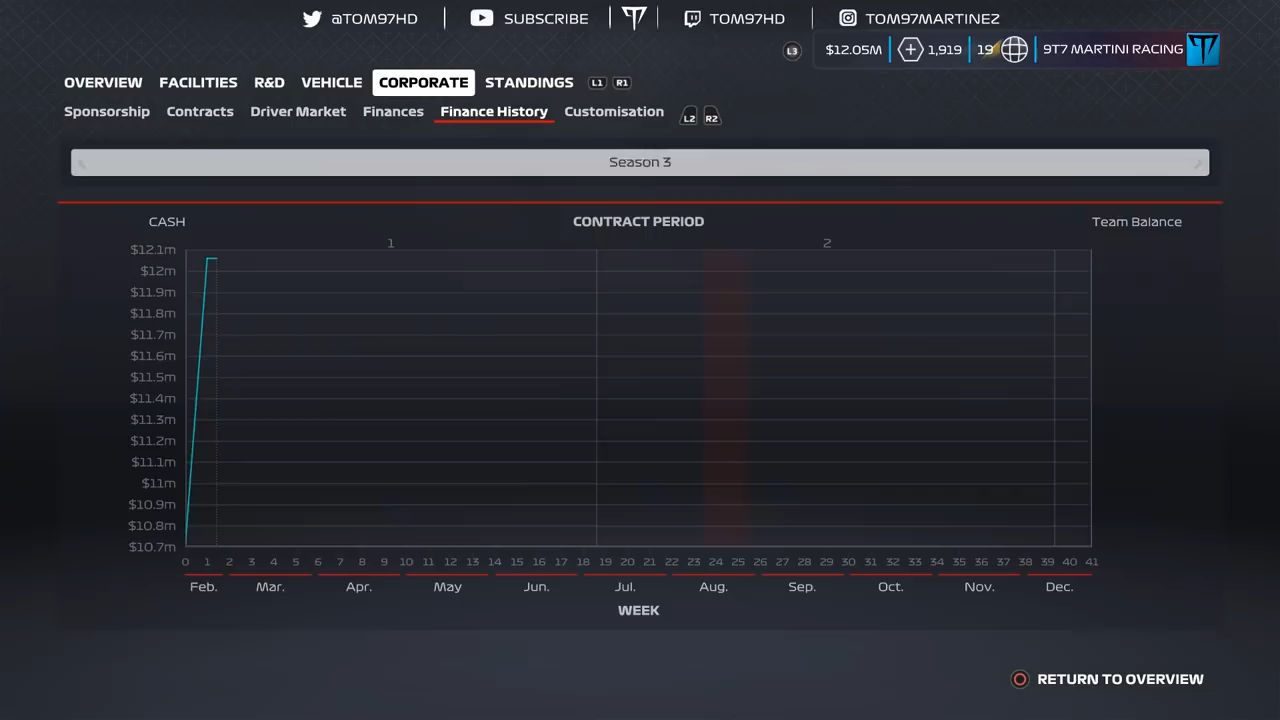 @TOM97HD SUBSCRIBE TOM97HD TOM97MARTINEZ
L3 $12.05M 1,919 19 9T7 MARTINI RACING
OVERVIEW FACILITIES R&D VEHICLE CORPORATE STANDINGS L1 R1
Sponsorship Contracts Driver Market Finances Finance History Customisation L2 R2
Season 3
CASH CONTRACT PERIOD Team Balance
1 2
$12.1m
$12m
$11.9m
$11.8m
$11.7m
$11.6m
$11.5m
$11.4m
$11.3m
$11.2m
$11.1m
$11m
$10.9m
$10.8m
$10.7m
0 1 2 3 4 5 6 7 8 9 10 11 12 13 14 15 16 17 18 19 20 21 22 23 24 25 26 27 28 29 30 31 32 33 34 35 36 37 38 39 40 41
Feb. Mar. Apr. May Jun. Jul. Aug. Sep. Oct. Nov. Dec.
WEEK
RETURN TO OVERVIEW